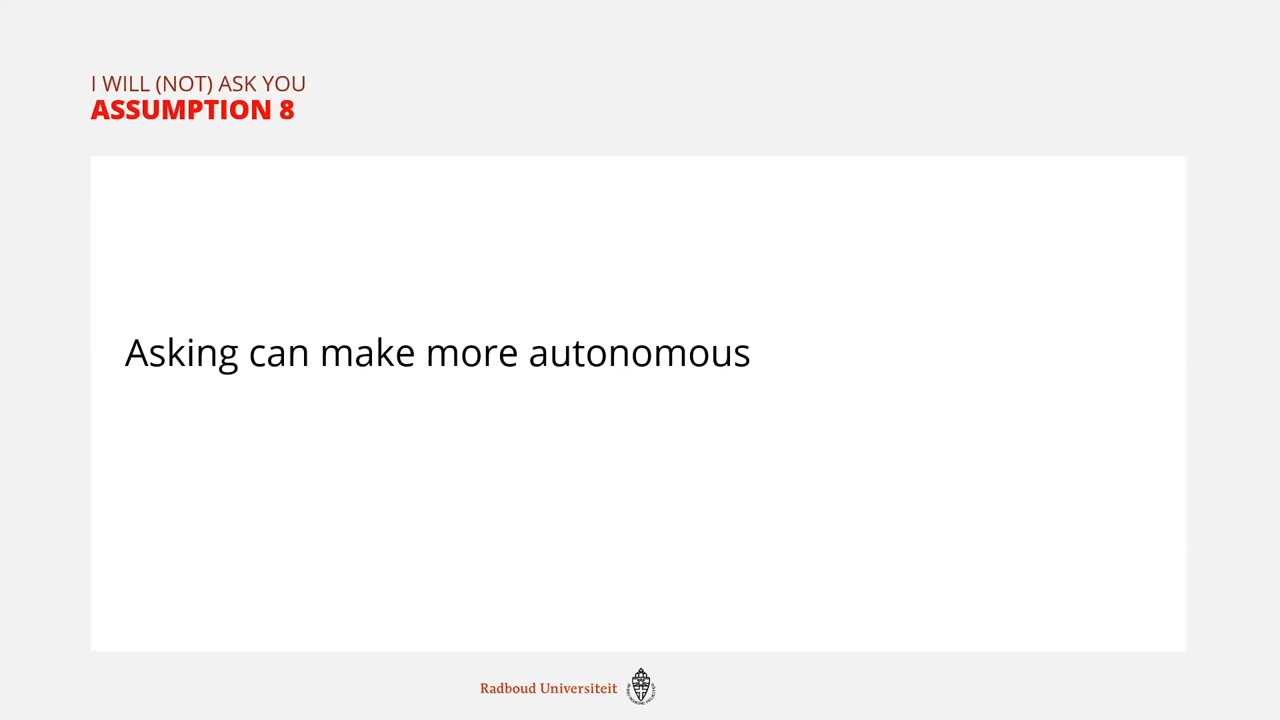 I WILL (NOT) ASK YOU
ASSUMPTION 8
Asking can make more autonomous
Radboud Universiteit